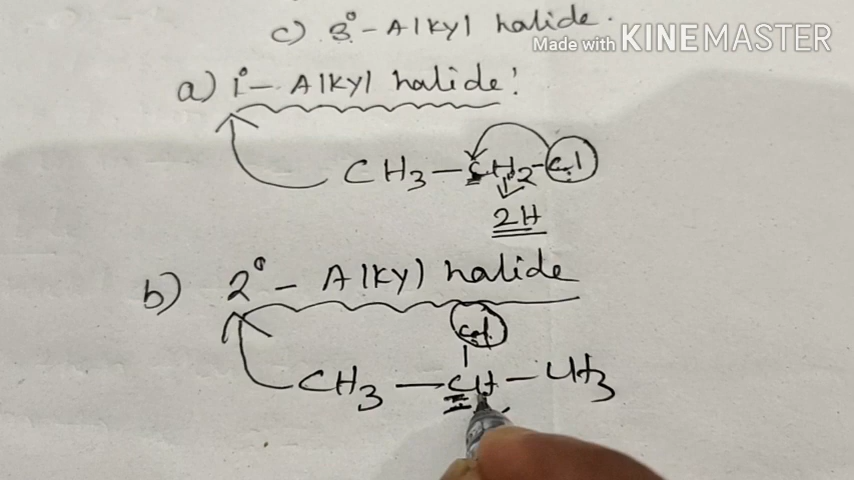 c) 3° - Alkyl halide.
Made with KINEMASTER
a) 1° - Alkyl halide!
CH3 - CH2 - Cl
2H
b) 2° - Alkyl halide
Cl
CH3 - CH - CH3